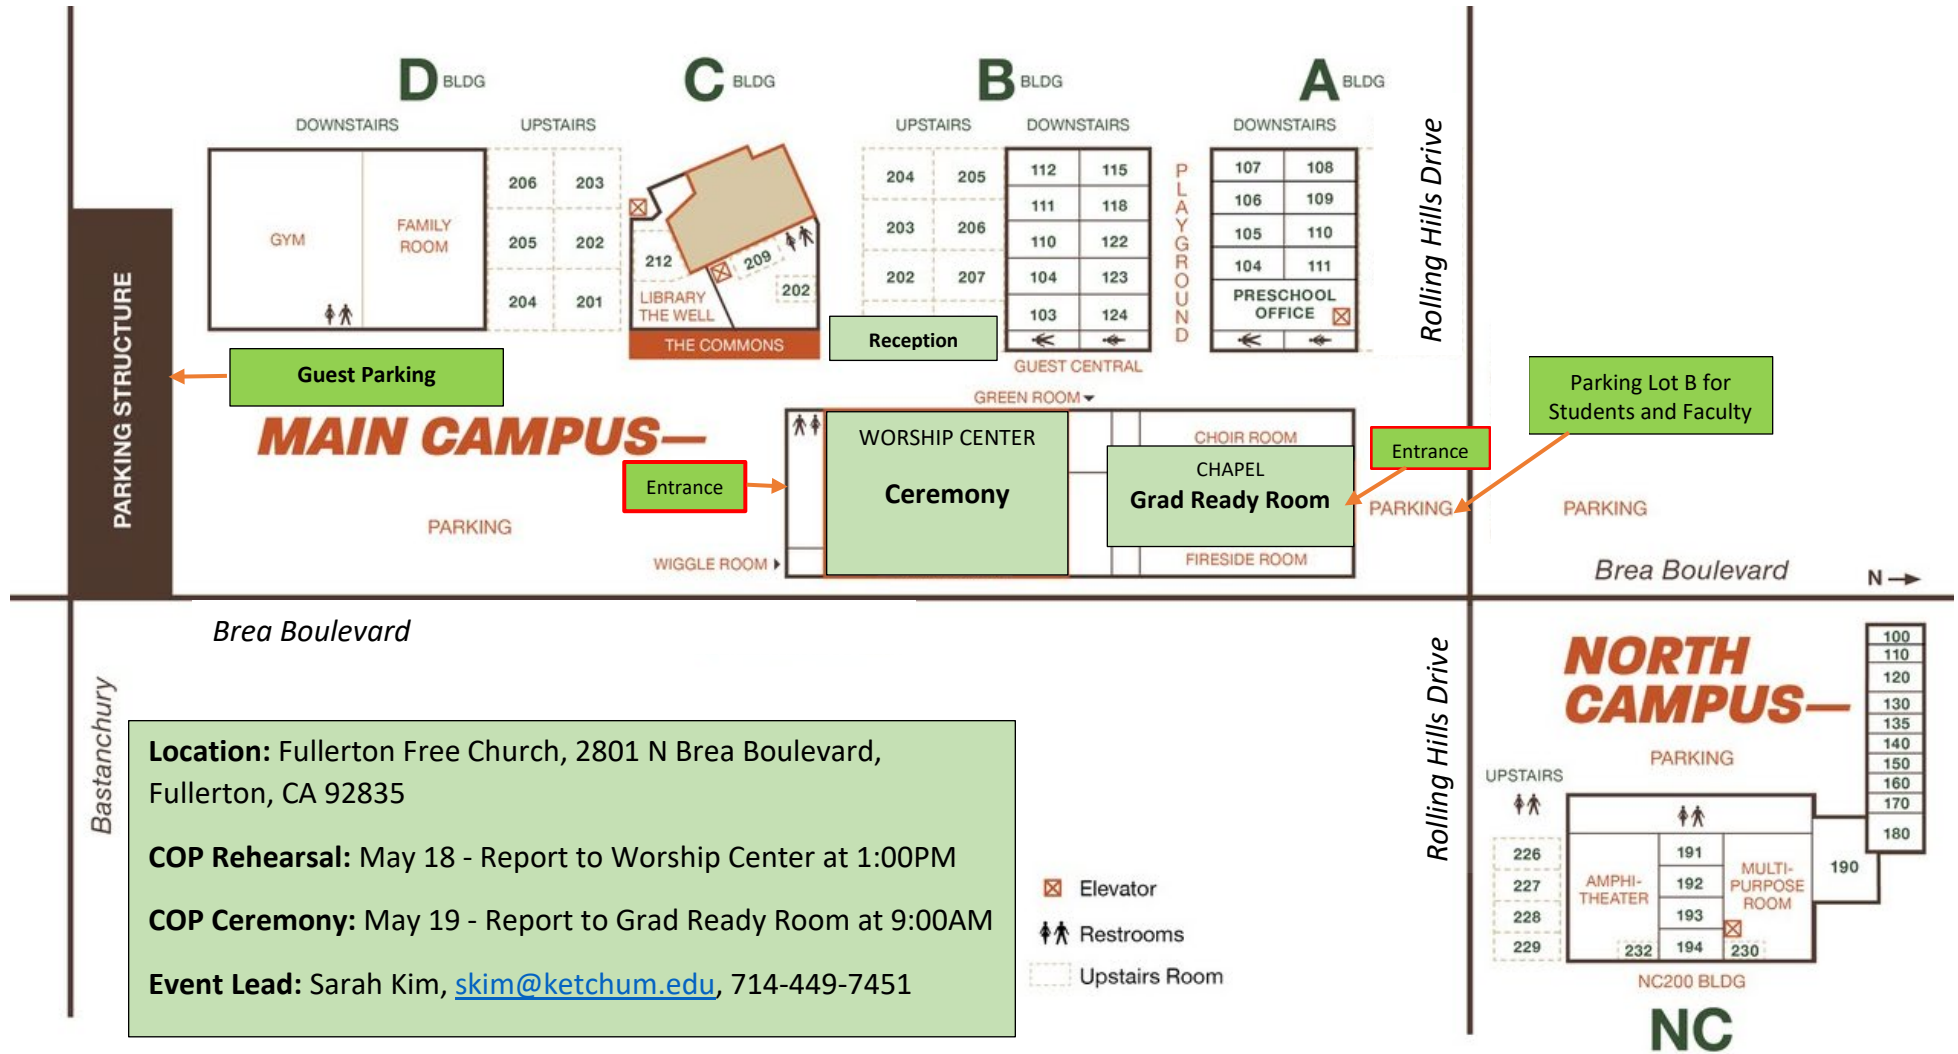 D BLDG
C BLDG
B BLDG
A BLDG
DOWNSTAIRS
UPSTAIRS
UPSTAIRS
DOWNSTAIRS
DOWNSTAIRS
GYM
FAMILY
ROOM
206 203
205 202
204 201
212
209
202
LIBRARY
THE WELL
THE COMMONS
204 205
203 206
202 207
Reception
112 115
111 118
110 122
104 123
103 124
GUEST CENTRAL
PLAYGROUND
107 108
106 109
105 110
104 111
PRESCHOOL
OFFICE
Rolling Hills Drive
PARKING STRUCTURE
Guest Parking
MAIN CAMPUS—
Entrance
PARKING
WIGGLE ROOM
GREEN ROOM
WORSHIP CENTER
Ceremony
CHOIR ROOM
CHAPEL
Grad Ready Room
FIRESIDE ROOM
Entrance
PARKING
Parking Lot B for
Students and Faculty
PARKING
Brea Boulevard
N
Brea Boulevard
Bastanchury
Location: Fullerton Free Church, 2801 N Brea Boulevard,
Fullerton, CA 92835
COP Rehearsal: May 18 - Report to Worship Center at 1:00PM
COP Ceremony: May 19 - Report to Grad Ready Room at 9:00AM
Event Lead: Sarah Kim, skim@ketchum.edu, 714-449-7451
Elevator
Restrooms
Upstairs Room
Rolling Hills Drive
NORTH
CAMPUS—
PARKING
100
110
120
130
135
140
150
160
170
180
190
UPSTAIRS
226
227
228
229
AMPHI-
THEATER
232
191
192
193
194
MULTI-
PURPOSE
ROOM
230
NC200 BLDG
NC